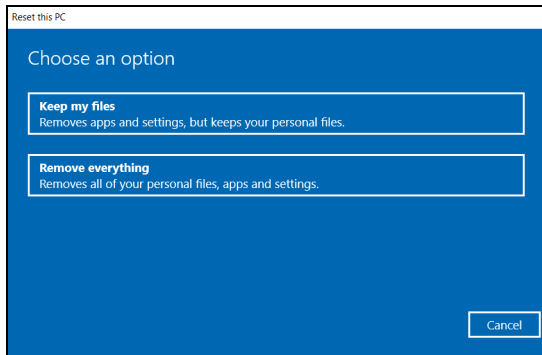 Reset this PC
Choose an option
Keep my files
Removes apps and settings, but keeps your personal files.
Remove everything
Removes all of your personal files, apps and settings.
Cancel